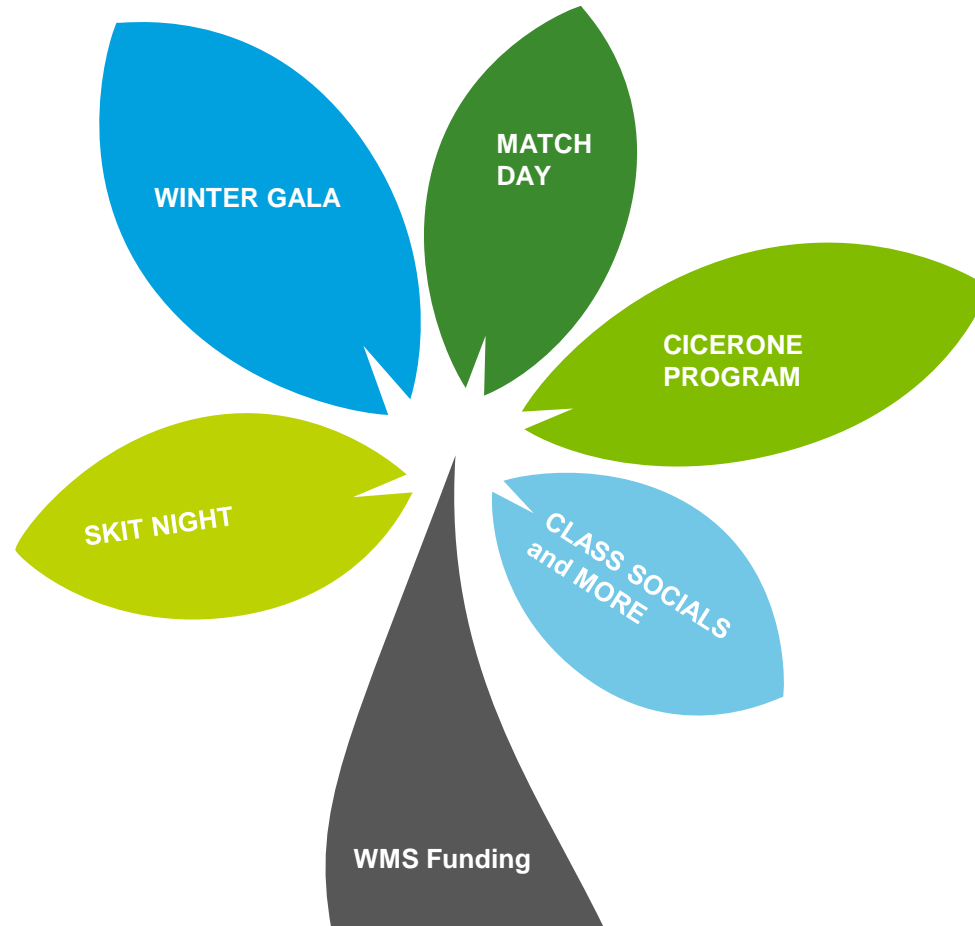 MATCH
DAY
WINTER GALA
CICERONE
PROGRAM
SKIT NIGHT
CLASS SOCIALS
and MORE
WMS Funding